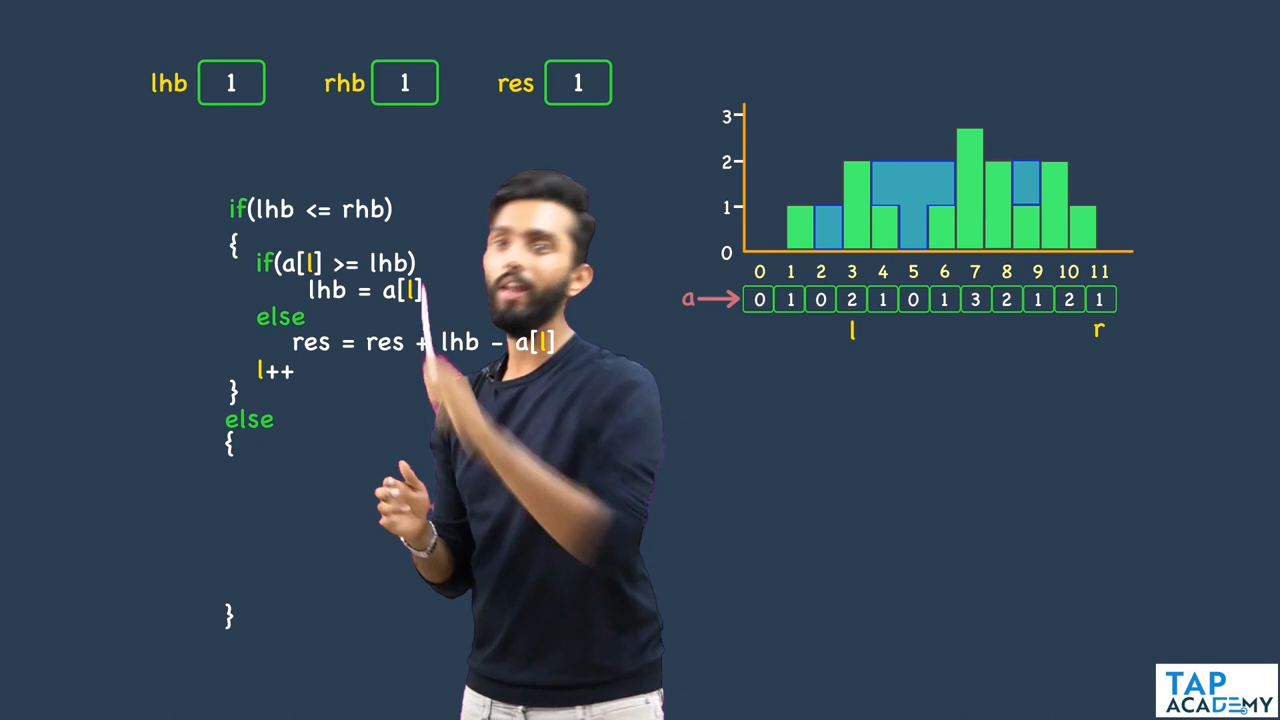 lhb 1 rhb 1 res 1
if(lhb <= rhb)
{
if(a[l] >= lhb)
lhb = a[l]
else
res = res + lhb - a[l]
l++
}
else
{
}
3
2
1
0
0 1 2 3 4 5 6 7 8 9 10 11
a 0 1 0 2 1 0 1 3 2 1 2 1
l r
TAP
ACADEMY